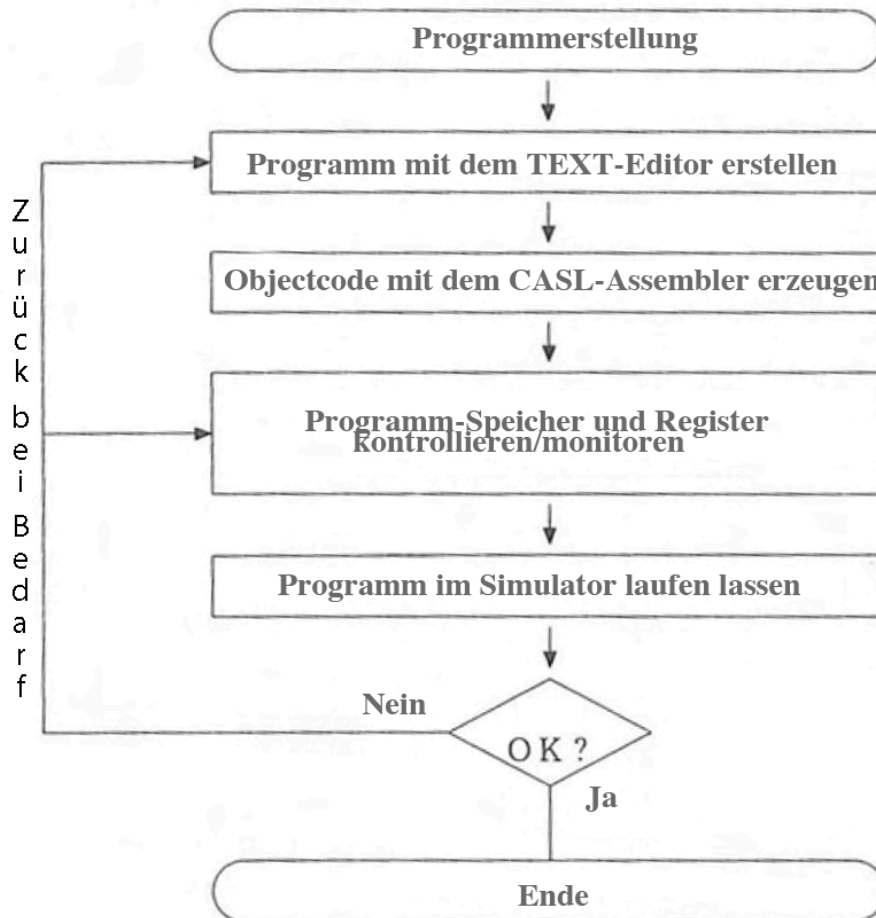 Programmerstellung
Programm mit dem TEXT-Editor erstellen
Objectcode mit dem CASL-Assembler erzeugen
Programm-Speicher und Register
kontrollieren/monitoren
Programm im Simulator laufen lassen
Nein
OK?
Ja
Ende
Zurück bei Bedarf